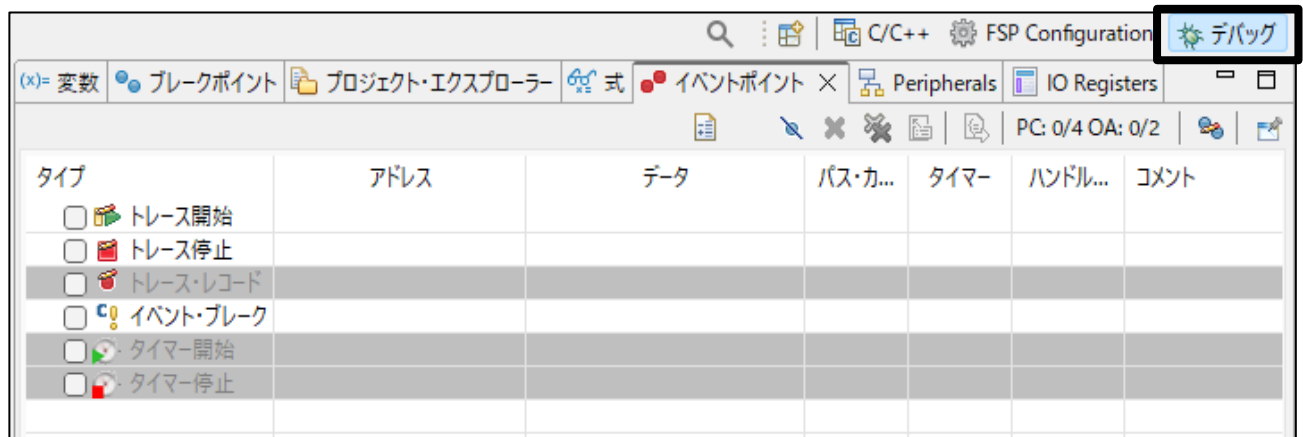 C/C++ FSP Configuration デバッグ
(x)= 変数 ブレークポイント プロジェクト・エクスプローラー 式 イベントポイント Peripherals IO Registers
PC: 0/4 OA: 0/2
タイプ アドレス データ パス・カ... タイマー ハンドル... コメント
トレース開始
トレース停止
トレース・レコード
イベント・ブレーク
タイマー開始
タイマー停止